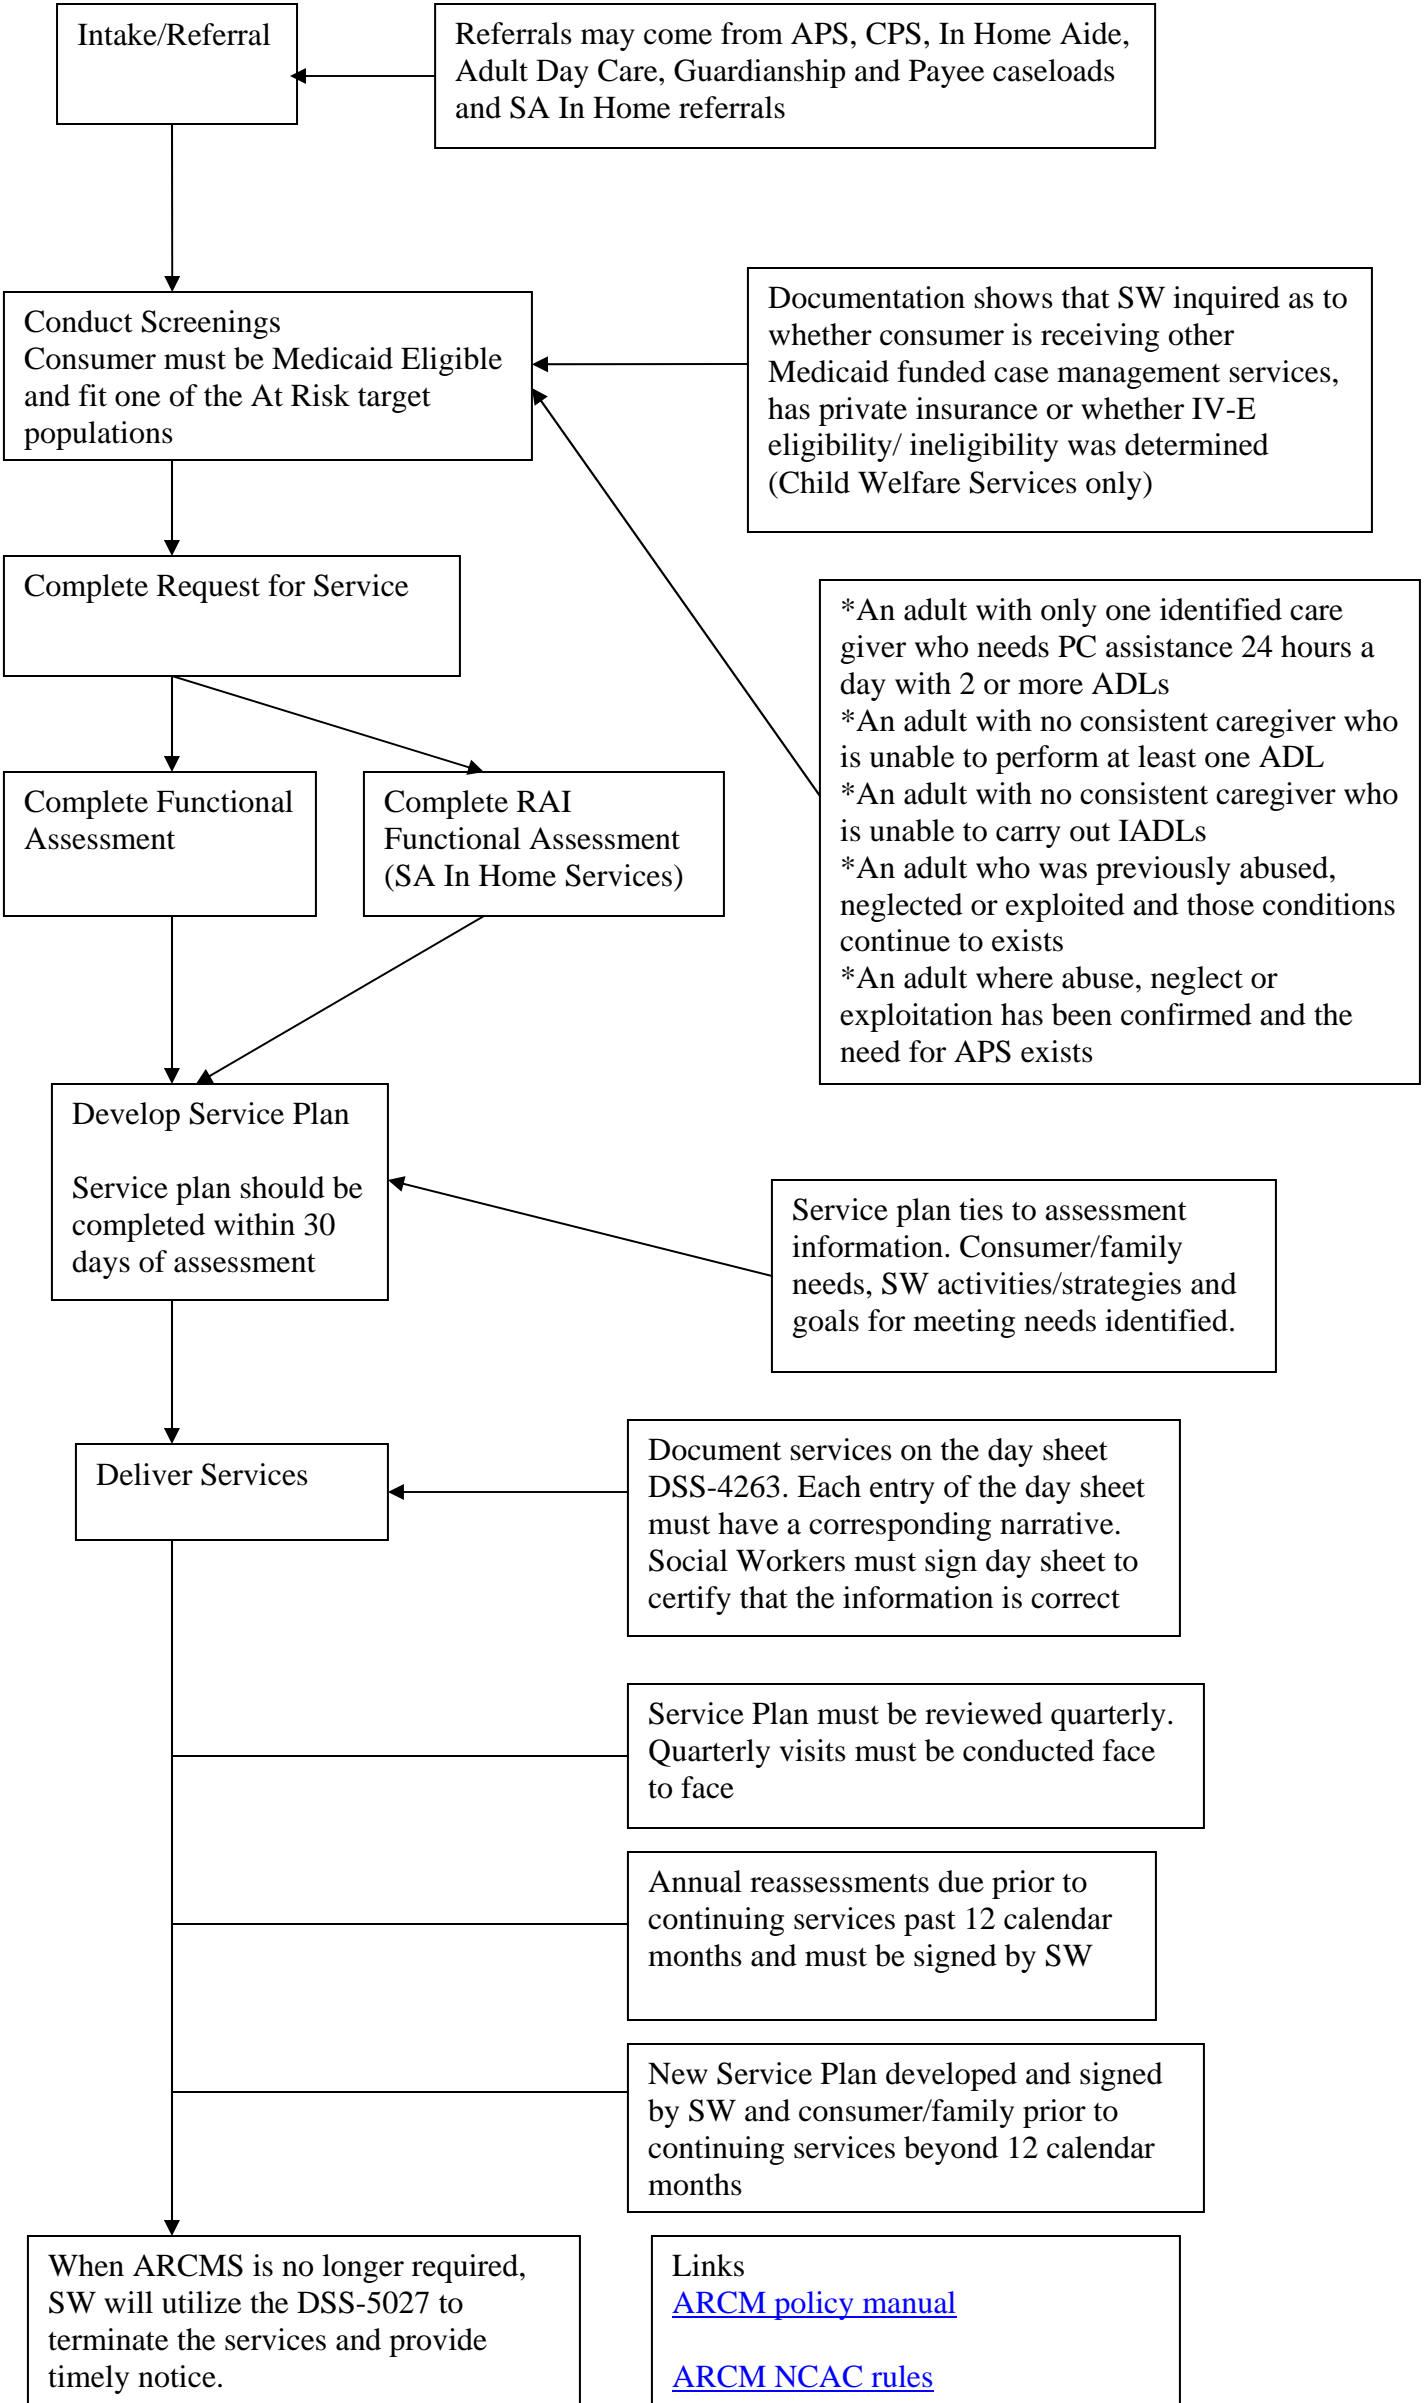 Intake/Referral
Referrals may come from APS, CPS, In Home Aide,
Adult Day Care, Guardianship and Payee caseloads
and SA In Home referrals
Conduct Screenings
Consumer must be Medicaid Eligible
and fit one of the At Risk target
populations
Documentation shows that SW inquired as to
whether consumer is receiving other
Medicaid funded case management services,
has private insurance or whether IV-E
eligibility/ ineligibility was determined
(Child Welfare Services only)
Complete Request for Service
*An adult with only one identified care
giver who needs PC assistance 24 hours a
day with 2 or more ADLs
*An adult with no consistent caregiver who
is unable to perform at least one ADL
*An adult with no consistent caregiver who
is unable to carry out IADLs
*An adult who was previously abused,
neglected or exploited and those conditions
continue to exists
*An adult where abuse, neglect or
exploitation has been confirmed and the
need for APS exists
Complete Functional
Assessment
Complete RAI
Functional Assessment
(SA In Home Services)
Develop Service Plan
Service plan should be
completed within 30
days of assessment
Service plan ties to assessment
information. Consumer/family
needs, SW activities/strategies and
goals for meeting needs identified.
Deliver Services
Document services on the day sheet
DSS-4263. Each entry of the day sheet
must have a corresponding narrative.
Social Workers must sign day sheet to
certify that the information is correct
Service Plan must be reviewed quarterly.
Quarterly visits must be conducted face
to face
Annual reassessments due prior to
continuing services past 12 calendar
months and must be signed by SW
New Service Plan developed and signed
by SW and consumer/family prior to
continuing services beyond 12 calendar
months
When ARCMS is no longer required,
SW will utilize the DSS-5027 to
terminate the services and provide
timely notice.
Links
ARCM policy manual
ARCM NCAC rules